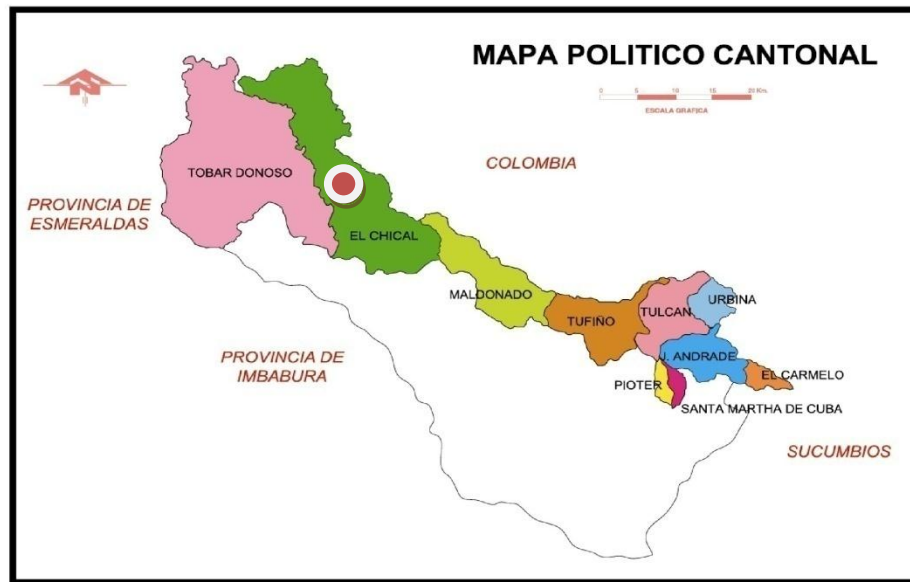 MAPA POLITICO CANTONAL
0 5 10 15 20 Km.
ESCALA GRAFICA
COLOMBIA
TOBAR DONOSO
PROVINCIA DE
ESMERALDAS
EL CHICAL
MALDONADO
TUFIÑO
TULCAN
URBINA
PROVINCIA DE
IMBABURA
J. ANDRADE
PIOTER
EL CARMELO
SANTA MARTHA DE CUBA
SUCUMBIOS